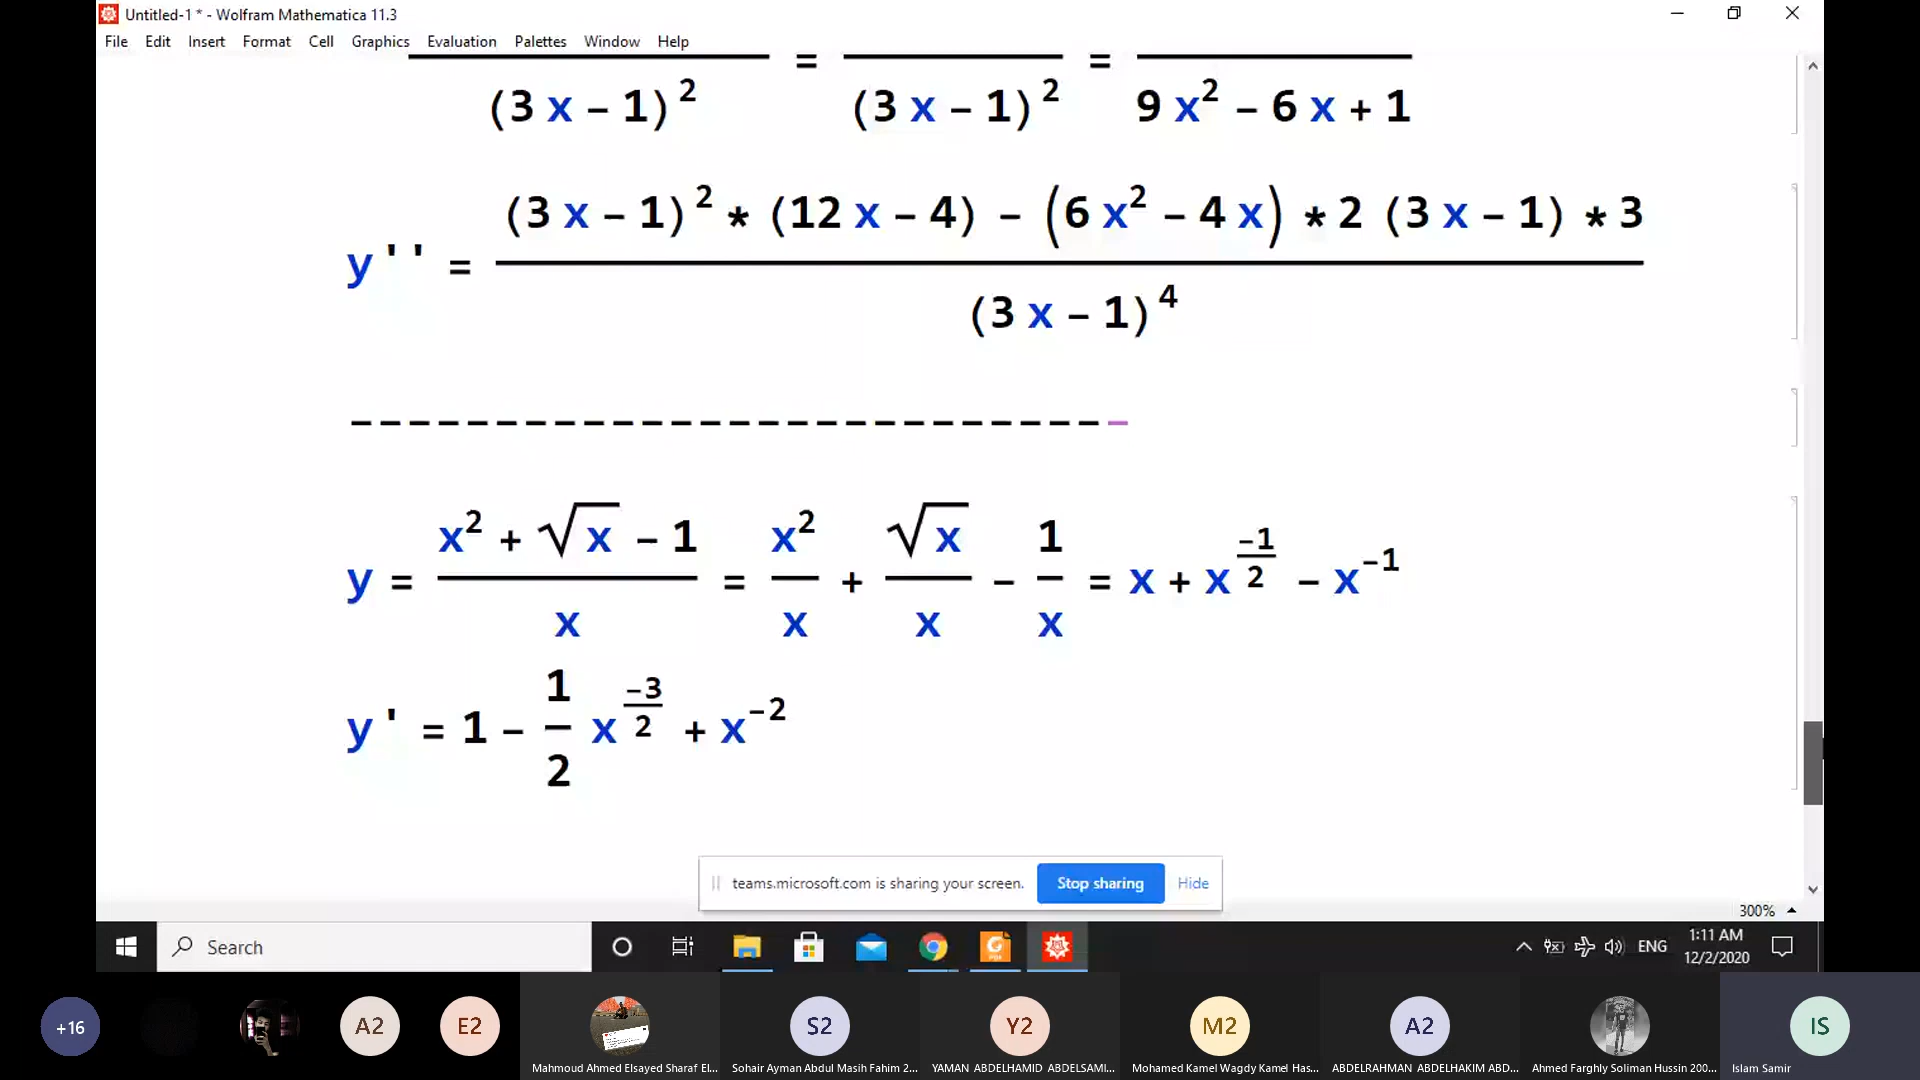 Untitled-1 * - Wolfram Mathematica 11.3
File Edit Insert Format Cell Graphics Evaluation Palettes Window Help
= =
(3 x − 1)² (3 x − 1)² 9 x² − 6 x + 1
y'' = ((3 x − 1)² * (12 x − 4) − (6 x² − 4 x) * 2 (3 x − 1) * 3) / (3 x − 1)⁴
---------------------------
y = (x² + √x − 1) / x = x² / x + √x / x − 1 / x = x + x^(-1/2) − x^-1
y' = 1 − 1/2 x^(-3/2) + x^-2
teams.microsoft.com is sharing your screen. Stop sharing Hide
300%
Search
ENG
1:11 AM
12/2/2020
+16 A2 E2 S2 Y2 M2 A2 IS
Mahmoud Ahmed Elsayed Sharaf El... Sohair Ayman Abdul Masih Fahim 2... YAMAN ABDELHAMID ABDELSAMI... Mohamed Kamel Wagdy Kamel Has... ABDELRAHMAN ABDELHAKIM ABD... Ahmed Farghly Soliman Hussin 200... Islam Samir